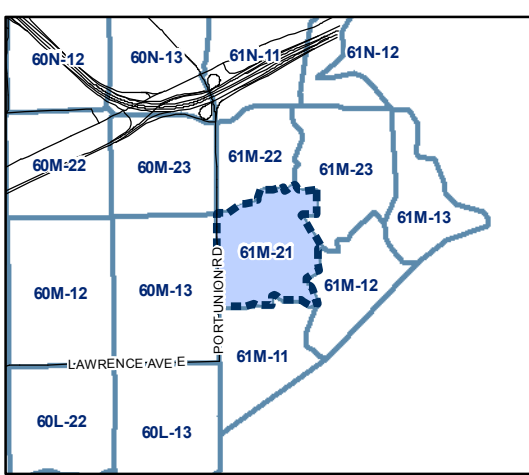 60N-12
60N-13
61N-11
61N-12
60M-22
60M-23
61M-22
61M-23
61M-13
61M-21
60M-12
60M-13
61M-12
PORT UNION RD
61M-11
LAWRENCE AVE E
60L-22
60L-13